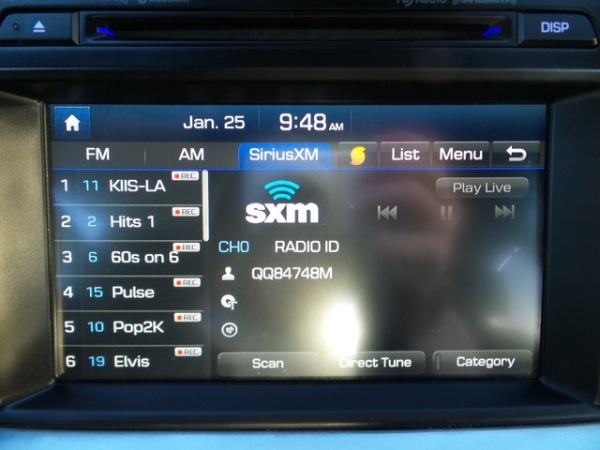 DISP
Jan. 25 9:48 AM
FM AM SiriusXM List Menu
1 11 KIIS-LA REC
2 2 Hits 1 REC
3 6 60s on 6 REC
4 15 Pulse REC
5 10 Pop2K REC
6 19 Elvis REC
sxm
Play Live
CH0 RADIO ID
QQ84748M
Scan Direct Tune Category